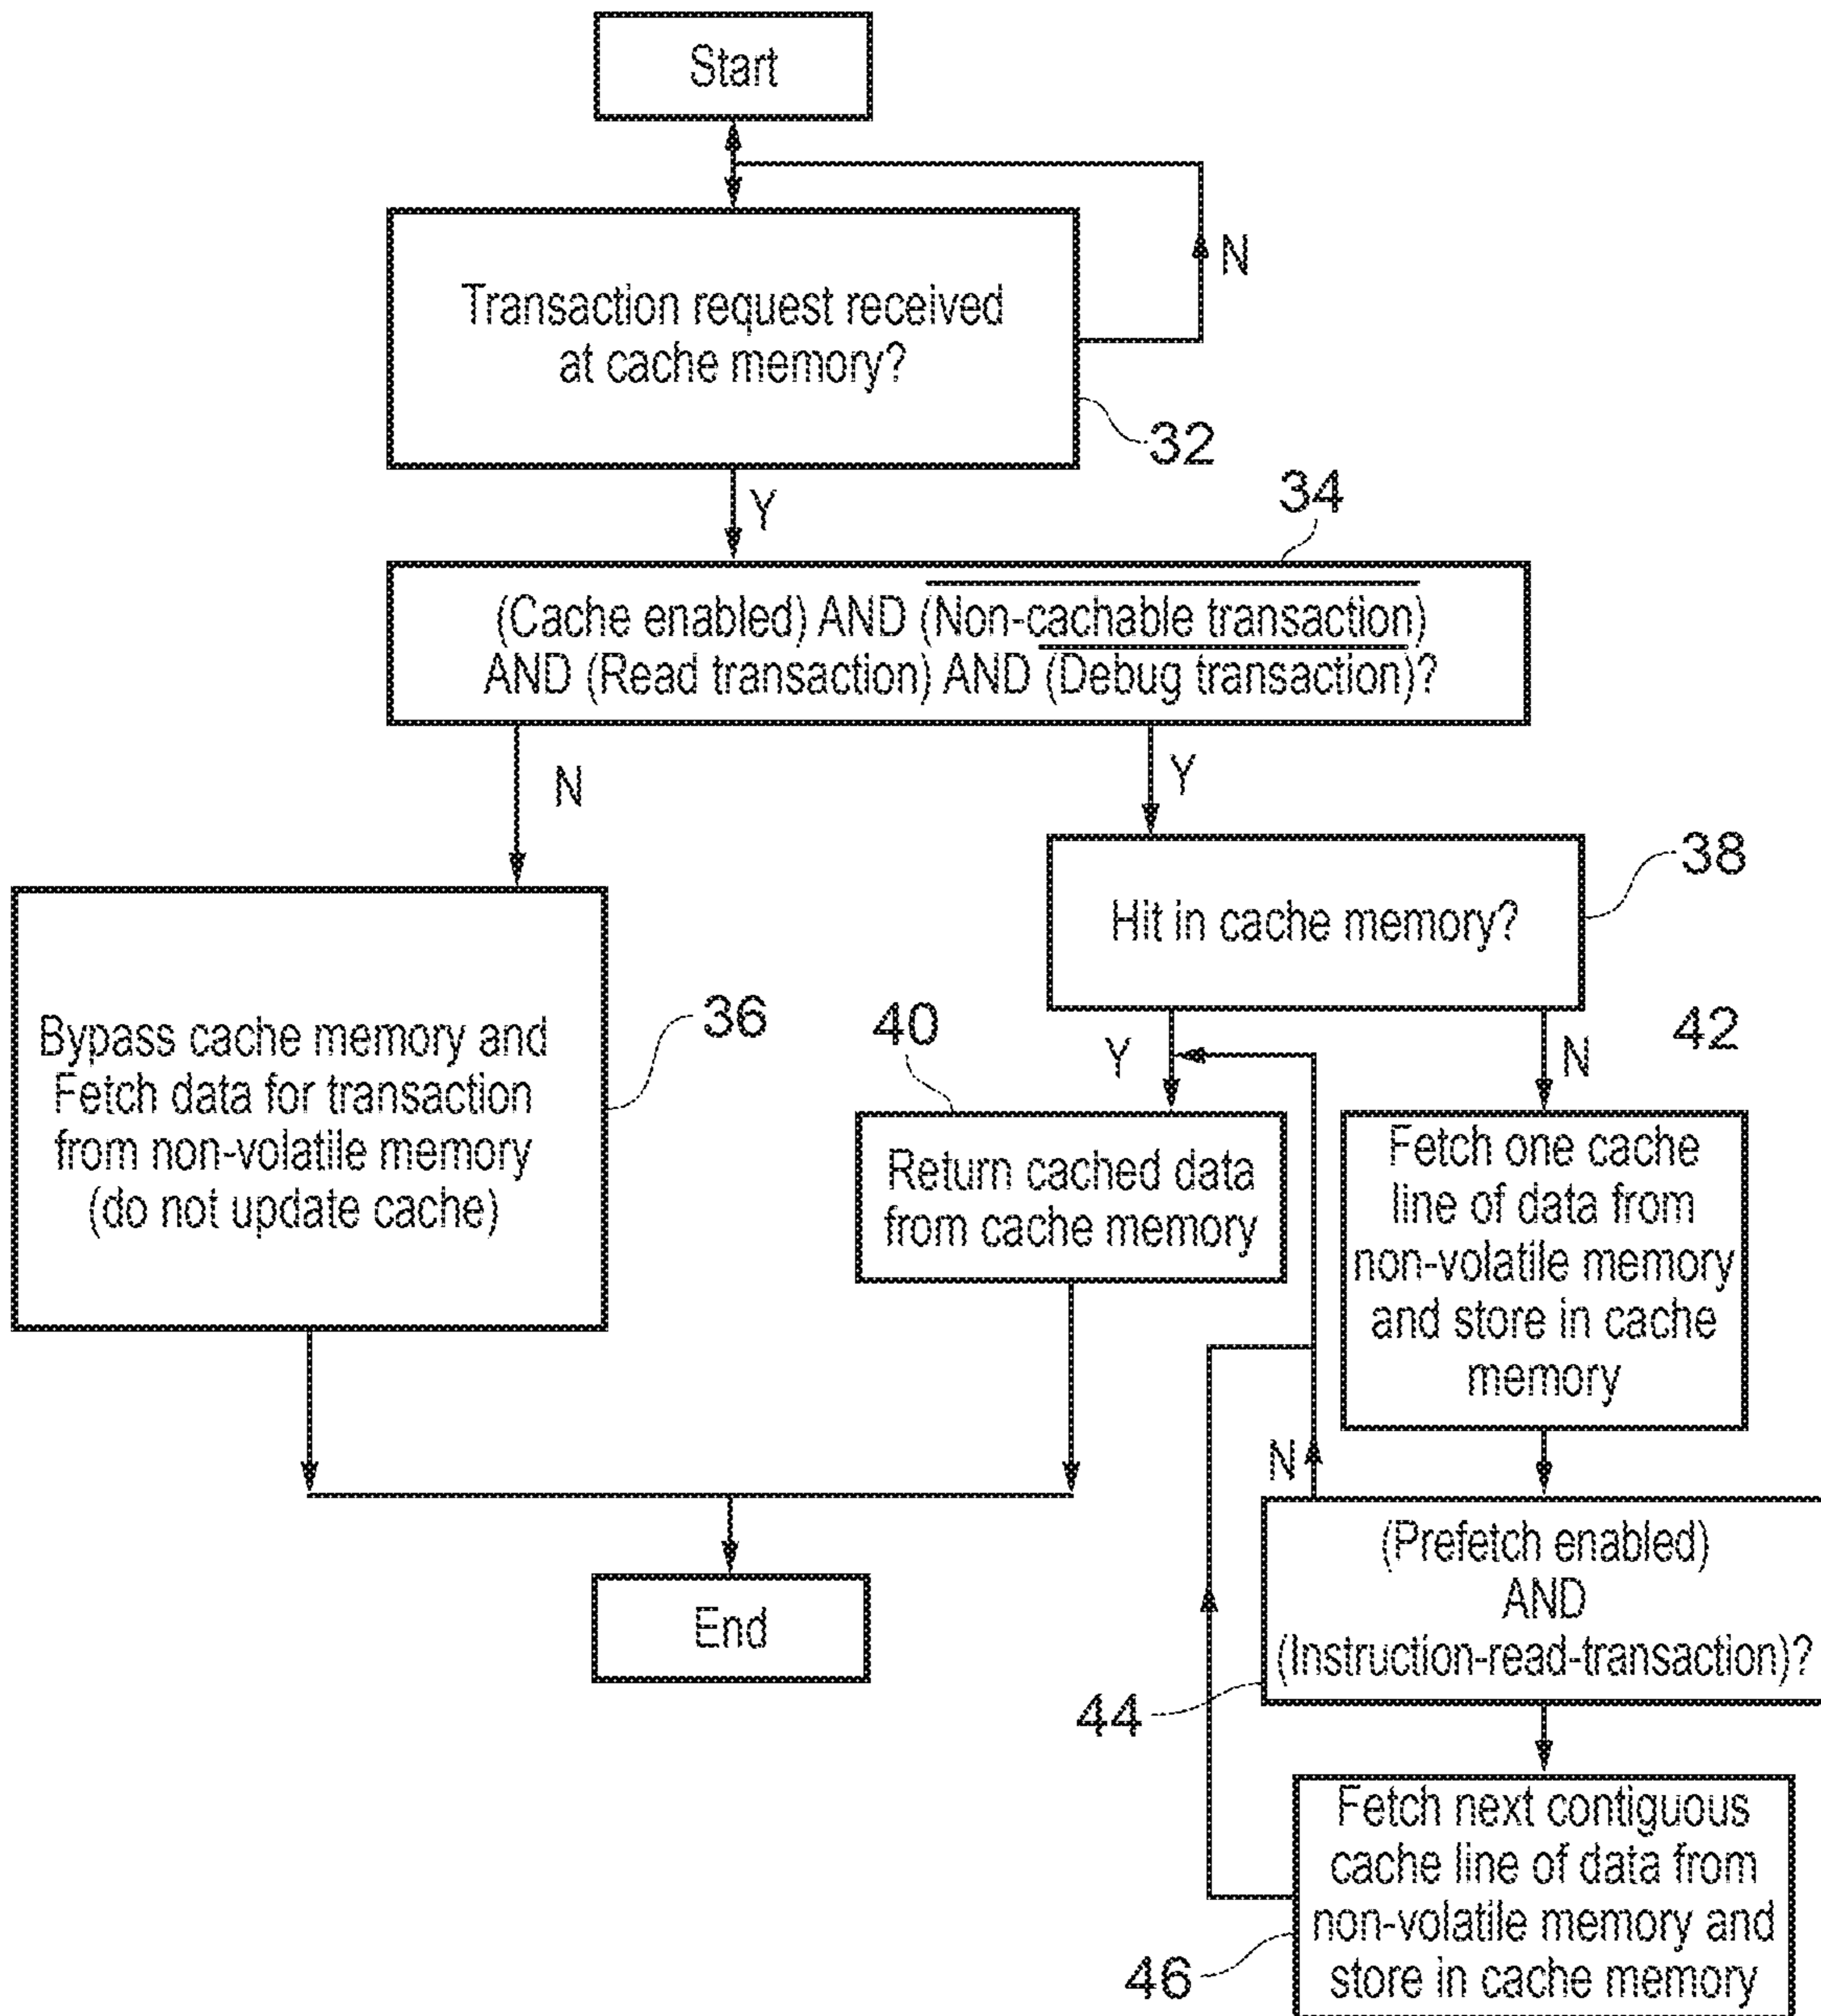 Start
N
Transaction request received
at cache memory?
32
Y
34
(Cache enabled) AND (Non-cachable transaction)
AND (Read transaction) AND (Debug transaction)?
N
Y
38
Hit in cache memory?
36
40
42
Y
N
Bypass cache memory and
Fetch data for transaction
from non-volatile memory
(do not update cache)
Return cached data
from cache memory
Fetch one cache
line of data from
non-volatile memory
and store in cache
memory
N
(Prefetch enabled)
AND
(Instruction-read-transaction)?
End
44
Fetch next contiguous
cache line of data from
non-volatile memory and
store in cache memory
46